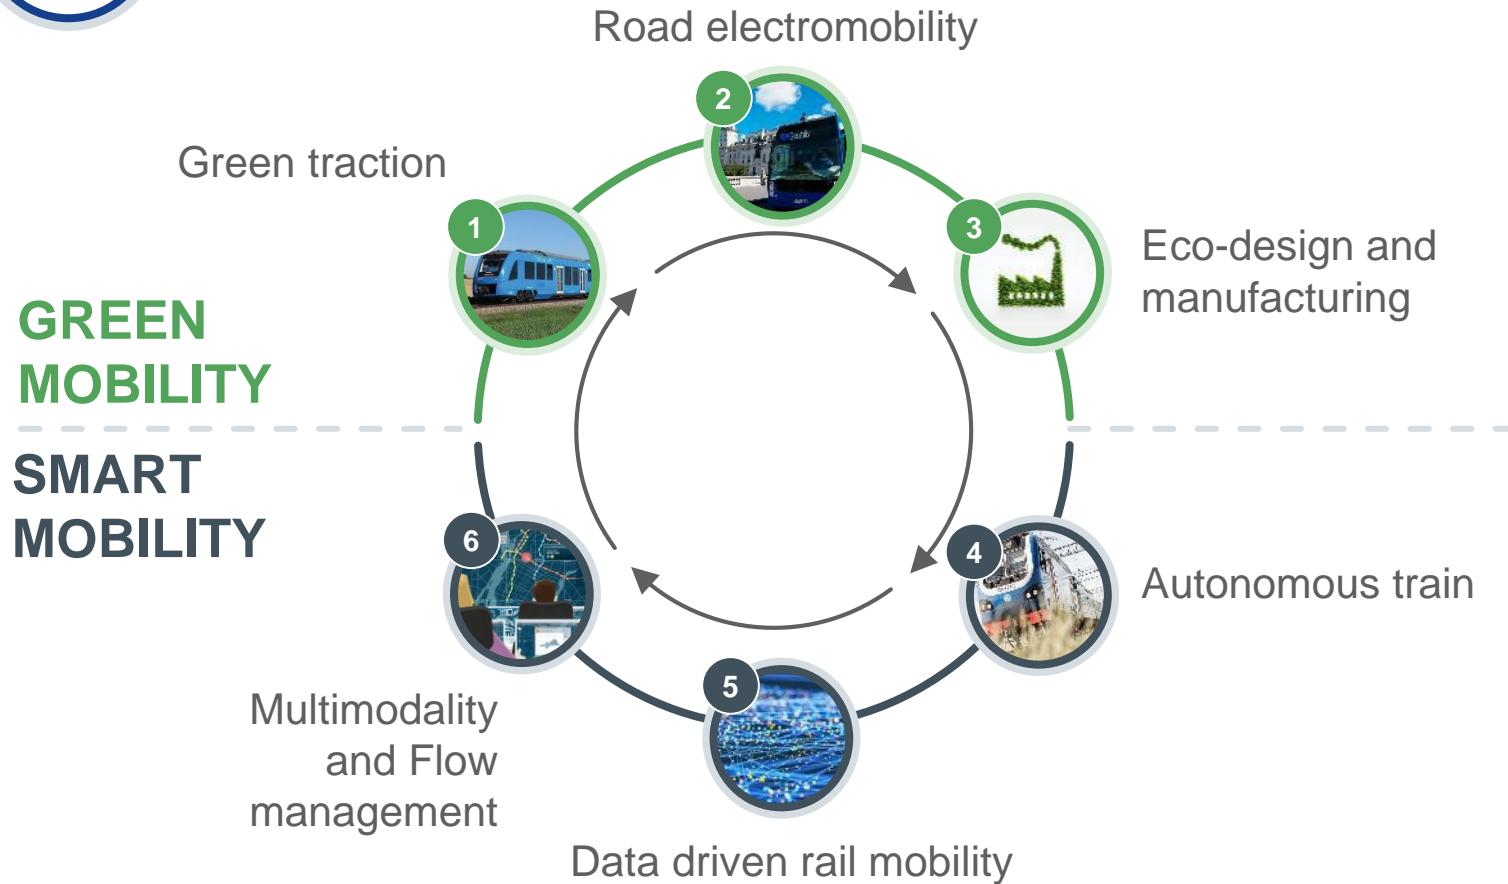 Road electromobility
2
Green traction
1
3
Eco-design and
manufacturing
GREEN
MOBILITY
SMART
MOBILITY
6
4
Autonomous train
5
Multimodality
and Flow
management
Data driven rail mobility